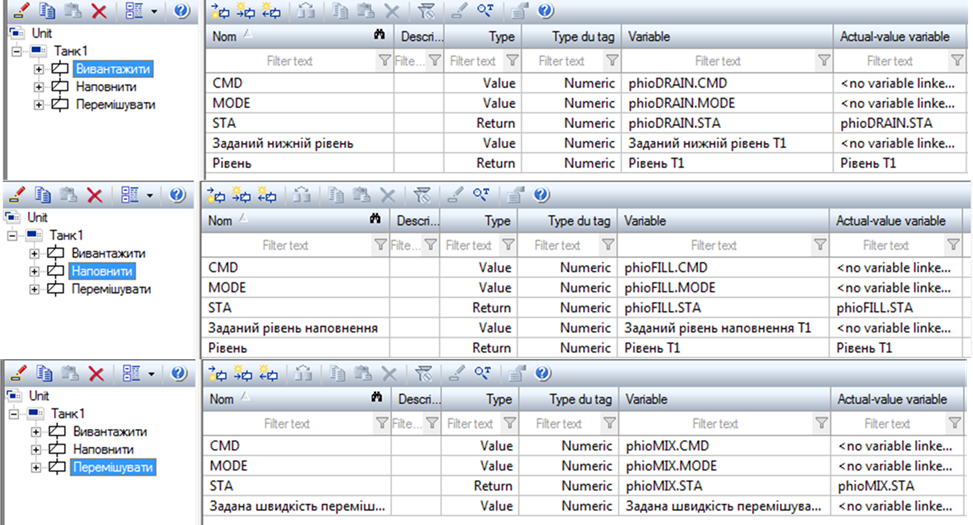 Unit
Танк1
Вивантажити
Наповнити
Перемішувати
Nom Descri... Type Type du tag Variable Actual-value variable
Filter text Filte... Filter text Filter text Filter text Filter text
CMD Value Numeric phioDRAIN.CMD <no variable linke...
MODE Value Numeric phioDRAIN.MODE <no variable linke...
STA Return Numeric phioDRAIN.STA phioDRAIN.STA
Заданий нижній рівень Value Numeric Заданий нижній рівень Т1 <no variable linke...
Рівень Return Numeric Рівень Т1 Рівень Т1
Unit
Танк1
Вивантажити
Наповнити
Перемішувати
Nom Descri... Type Type du tag Variable Actual-value variable
Filter text Filte... Filter text Filter text Filter text Filter text
CMD Value Numeric phioFILL.CMD <no variable linke...
MODE Value Numeric phioFILL.MODE <no variable linke...
STA Return Numeric phioFILL.STA phioFILL.STA
Заданий рівень наповнення Value Numeric Заданий рівень наповнення Т1 <no variable linke...
Рівень Return Numeric Рівень Т1 Рівень Т1
Unit
Танк1
Вивантажити
Наповнити
Перемішувати
Nom Descri... Type Type du tag Variable Actual-value variable
Filter text Filte... Filter text Filter text Filter text Filter text
CMD Value Numeric phioMIX.CMD <no variable linke...
MODE Value Numeric phioMIX.MODE <no variable linke...
STA Return Numeric phioMIX.STA phioMIX.STA
Задана швидкість переміш... Value Numeric Задана швидкість перемішува... <no variable linke...